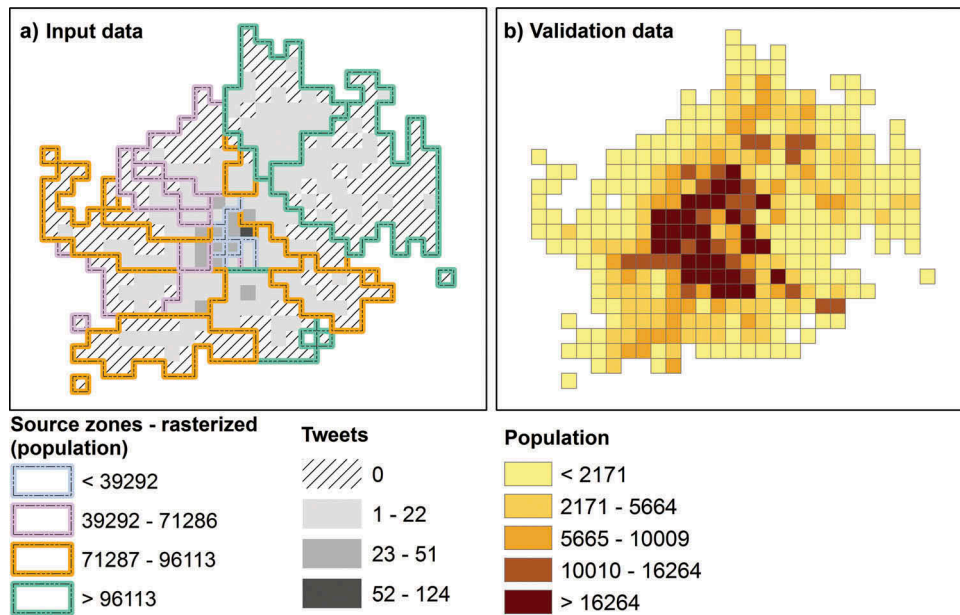 a) Input data
b) Validation data
Source zones - rasterized
(population)
< 39292
39292 - 71286
71287 - 96113
> 96113
Tweets
0
1 - 22
23 - 51
52 - 124
Population
< 2171
2171 - 5664
5665 - 10009
10010 - 16264
> 16264